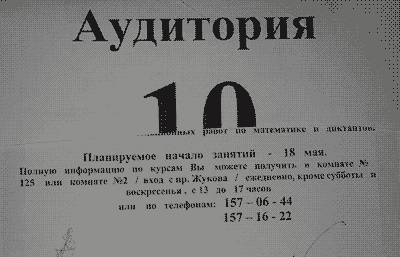 Аудитория
10
работ по математике и диктантов.
Планируемое начало занятий - 18 мая.
Полную информацию по курсам Вы можете получить в комнате №
125 или комнате №2 / вход с пр. Жукова / ежедневно, кроме субботы и
воскресенья, с 13 до 17 часов
или по телефонам: 157-06-44
157-16-22